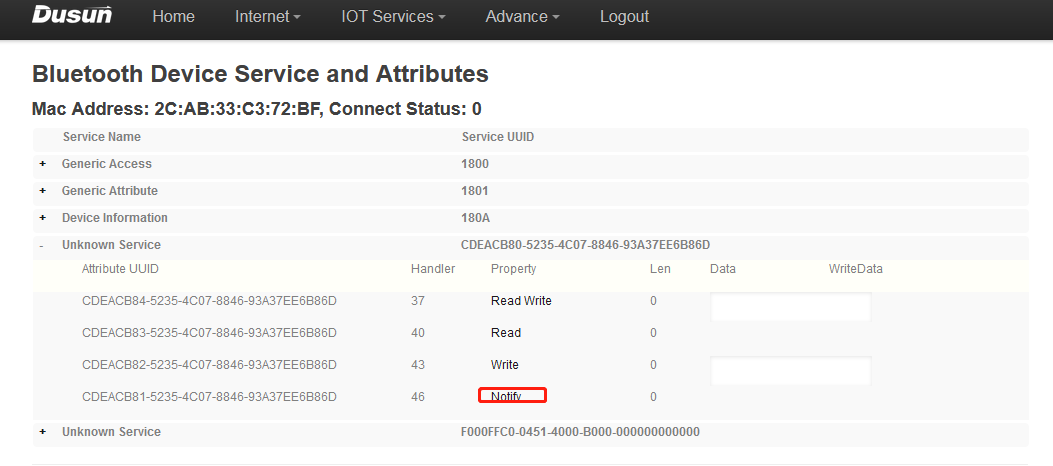 Dusun Home Internet IOT Services Advance Logout
Bluetooth Device Service and Attributes
Mac Address: 2C:AB:33:C3:72:BF, Connect Status: 0
Service Name Service UUID
+ Generic Access 1800
+ Generic Attribute 1801
+ Device Information 180A
- Unknown Service CDEACB80-5235-4C07-8846-93A37EE6B86D
Attribute UUID Handler Property Len Data WriteData
CDEACB84-5235-4C07-8846-93A37EE6B86D 37 Read Write 0
CDEACB83-5235-4C07-8846-93A37EE6B86D 40 Read 0
CDEACB82-5235-4C07-8846-93A37EE6B86D 43 Write 0
CDEACB81-5235-4C07-8846-93A37EE6B86D 46 Notify 0
+ Unknown Service F000FFC0-0451-4000-B000-000000000000